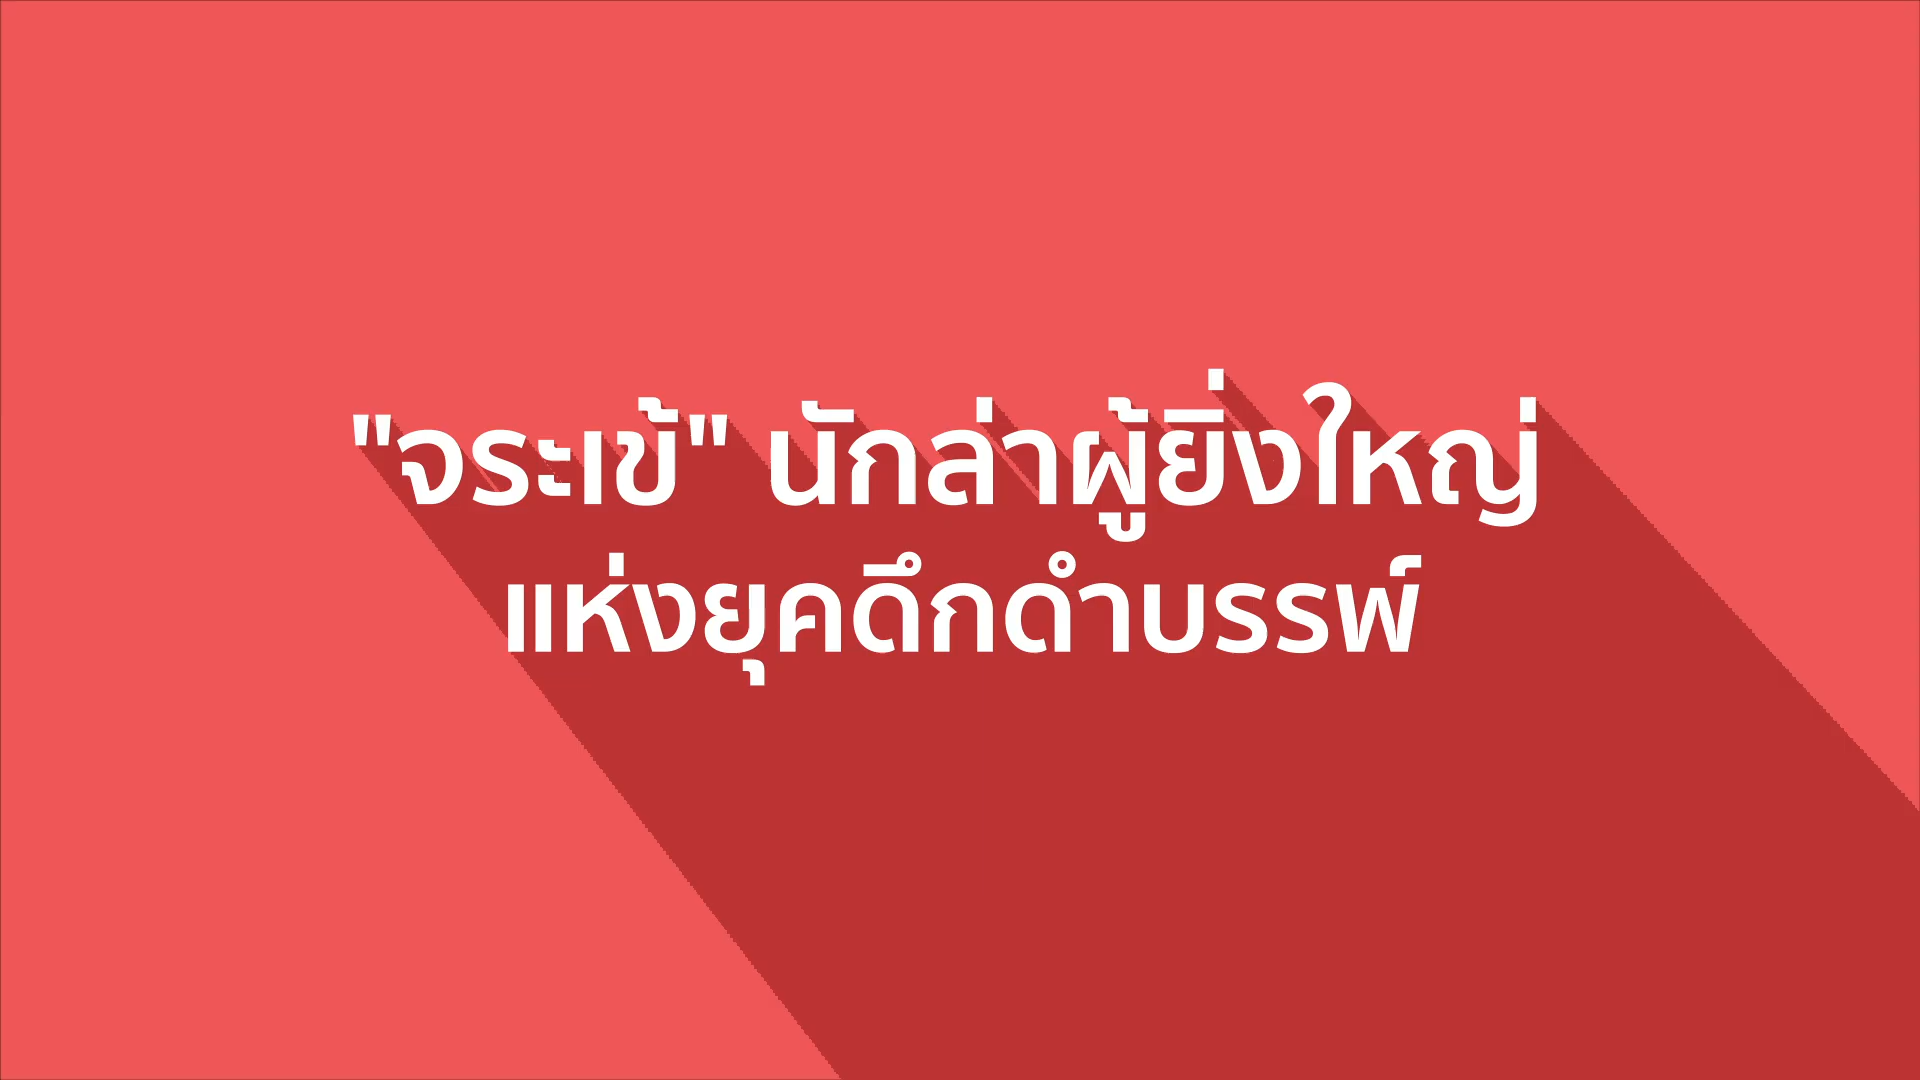 "จระเข้" นักล่าผู้ยิ่งใหญ่
แห่งยุคดึกดำบรรพ์